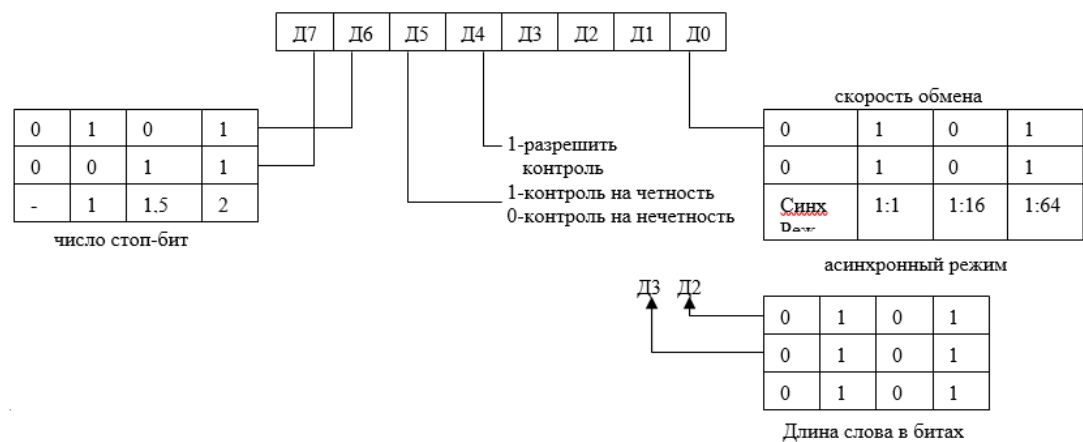 Д7 Д6 Д5 Д4 Д3 Д2 Д1 Д0
0 1 0 1
0 0 1 1
- 1 1,5 2
число стоп-бит
1-разрешить
контроль
1-контроль на четность
0-контроль на нечетность
скорость обмена
0 1 0 1
0 1 0 1
Синх 1:1 1:16 1:64
асинхронный режим
Д3 Д2
0 1 0 1
0 1 0 1
0 1 0 1
Длина слова в битах